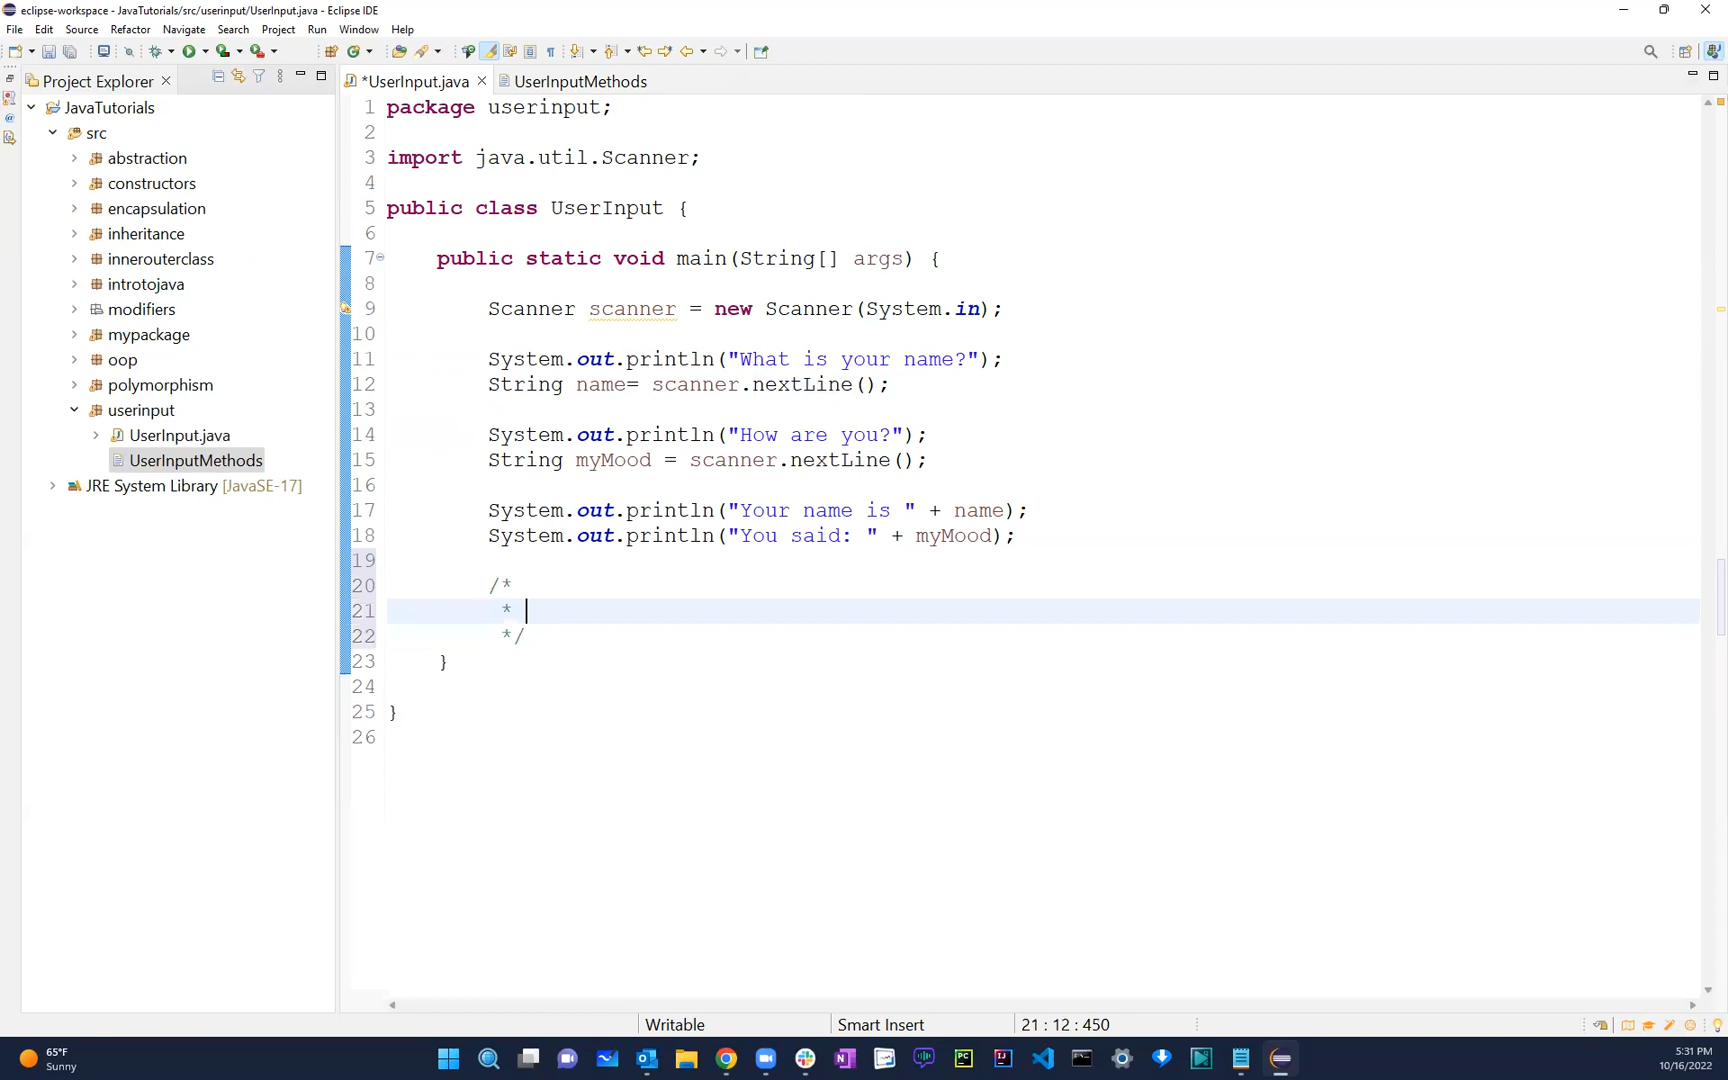 eclipse-workspace - JavaTutorials/src/userinput/UserInput.java - Eclipse IDE
File Edit Source Refactor Navigate Search Project Run Window Help
Project Explorer
*UserInput.java
UserInputMethods
JavaTutorials
src
abstraction
constructors
encapsulation
inheritance
innerouterclass
introtojava
modifiers
mypackage
oop
polymorphism
userinput
UserInput.java
UserInputMethods
JRE System Library [JavaSE-17]
1 package userinput;
2
3 import java.util.Scanner;
4
5 public class UserInput {
6
7 public static void main(String[] args) {
8
9 Scanner scanner = new Scanner(System.in);
10
11 System.out.println("What is your name?");
12 String name= scanner.nextLine();
13
14 System.out.println("How are you?");
15 String myMood = scanner.nextLine();
16
17 System.out.println("Your name is " + name);
18 System.out.println("You said: " + myMood);
19
20 /*
21 *
22 */
23 }
24
25 }
26
Writable
Smart Insert
21 : 12 : 450
65°F
Sunny
5:31 PM
10/16/2022